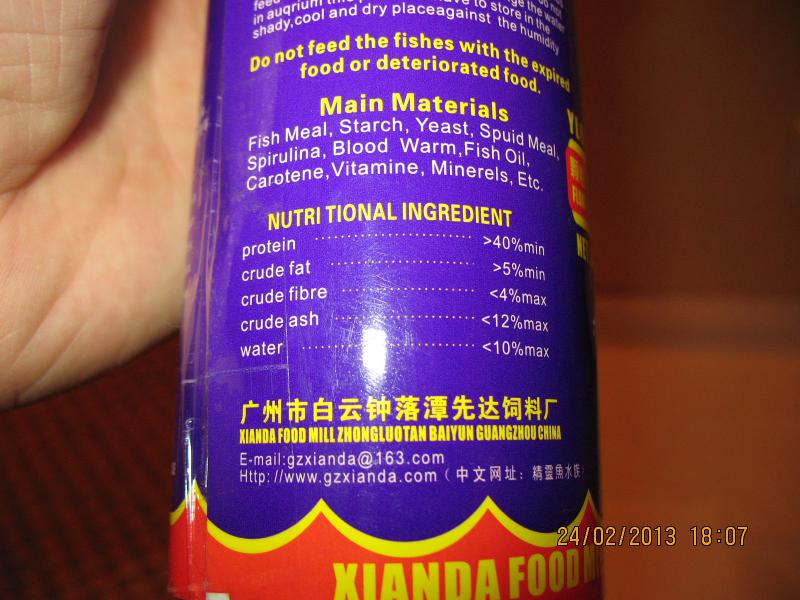 in auqrium this
shady,cool and dry placeagainst the humidity
Do not feed the fishes with the expired
food or deteriorated food.
Main Materials
Fish Meal, Starch, Yeast, Spuid Meal,
Spirulina, Blood Warm,Fish Oil,
Carotene,Vitamine, Minerels, Etc.
NUTRI TIONAL INGREDIENT
protein ........................ >40%min
crude fat ........................ >5%min
crude fibre ........................ <4%max
crude ash ........................ <12%max
water ........................ <10%max
广州市白云钟落潭先达饲料厂
XIANDA FOOD MILL ZHONGLUOTAN BAIYUN GUANGZHOU CHINA
E-mail:gzxianda@163.com
Http://www.gzxianda.com（中文网址：精靈魚水族）
XIANDA FOOD
24/02/2013 18:07